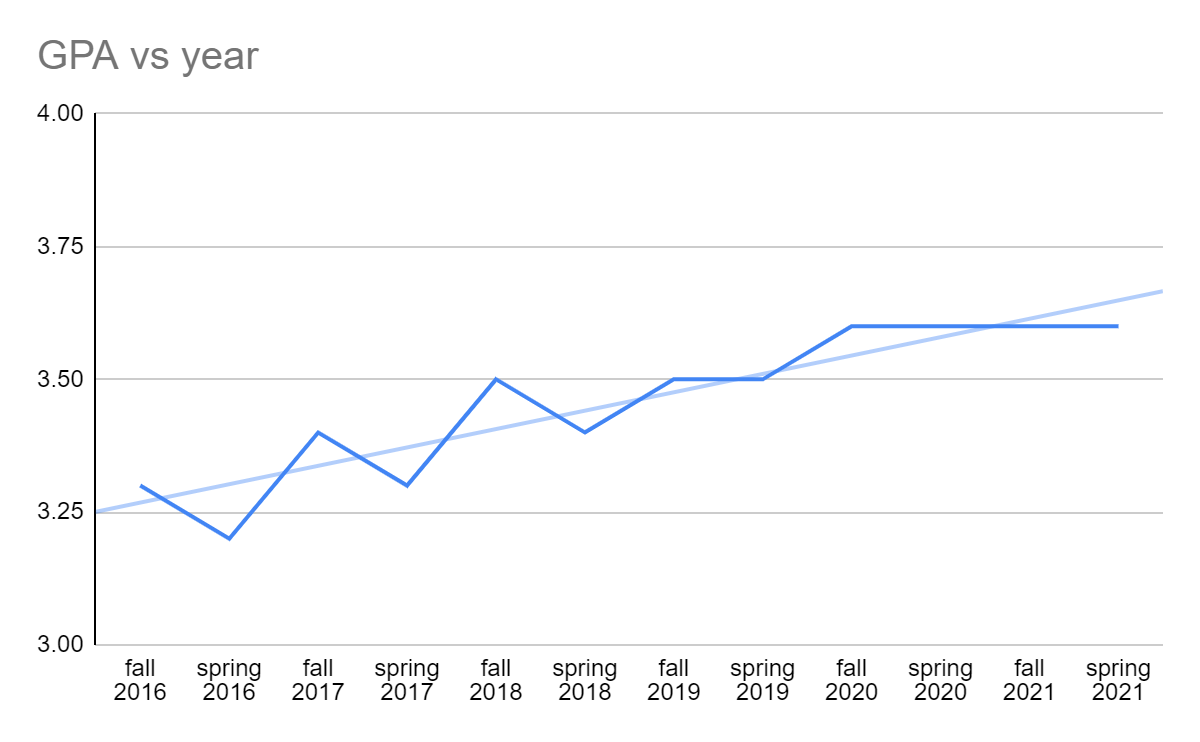 GPA vs year
4.00
3.75
3.50
3.25
3.00
fall spring fall spring fall spring fall spring fall spring fall spring
2016 2016 2017 2017 2018 2018 2019 2019 2020 2020 2021 2021